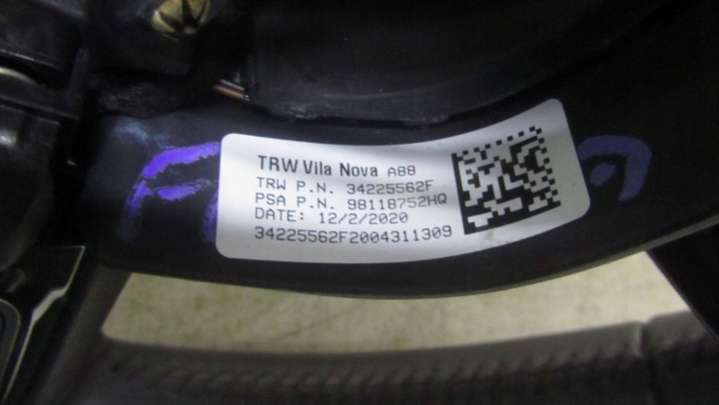 TRW Vila Nova A88
TRW P.N. 34225562F
PSA P.N. 98118752HQ
DATE: 12/2/2020
34225562F2004311309